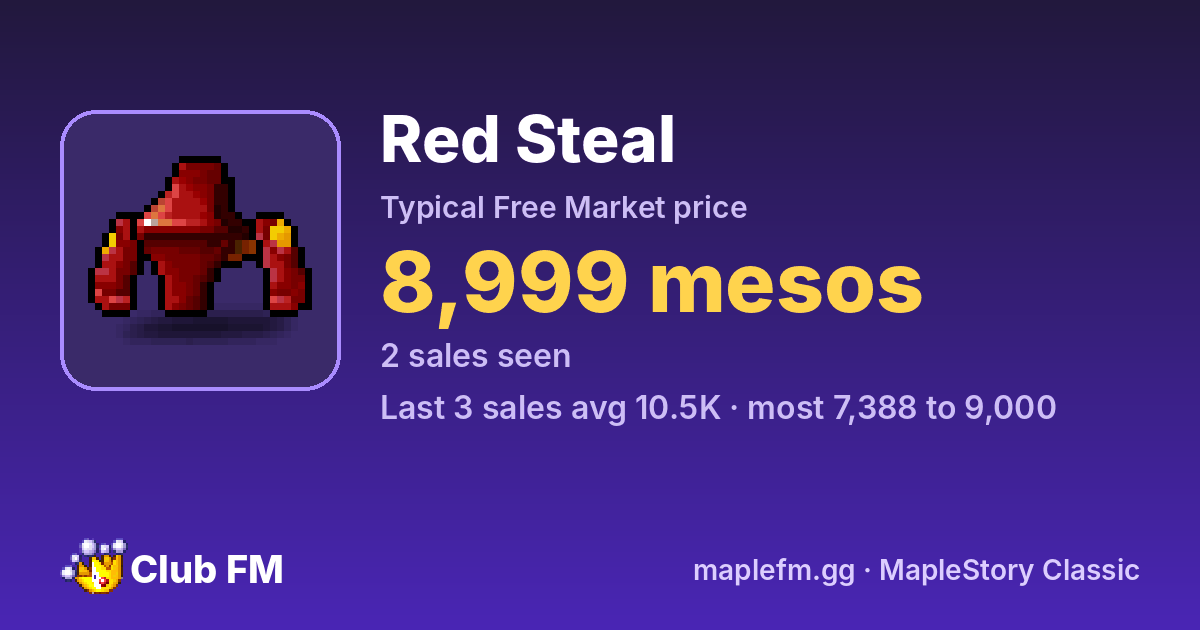 Red Steal
Typical Free Market price
8,999 mesos
2 sales seen
Last 3 sales avg 10.5K · most 7,388 to 9,000
Club FM
maplefm.gg · MapleStory Classic